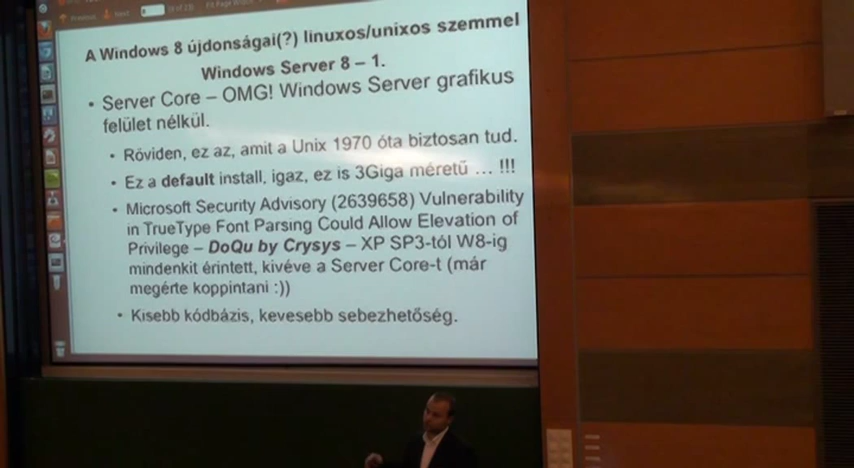 A Windows 8 újdonságai(?) linuxos/unixos szemmel
Windows Server 8 – 1.
• Server Core – OMG! Windows Server grafikus
felület nélkül.
• Röviden, ez az, amit a Unix 1970 óta biztosan tud.
• Ez a default install, igaz, ez is 3Giga méretű ... !!!
• Microsoft Security Advisory (2639658) Vulnerability
in TrueType Font Parsing Could Allow Elevation of
Privilege – DoQu by Crysys – XP SP3-tól W8-ig
mindenkit érintett, kivéve a Server Core-t (már
megérte koppintani :))
• Kisebb kódbázis, kevesebb sebezhetőség.